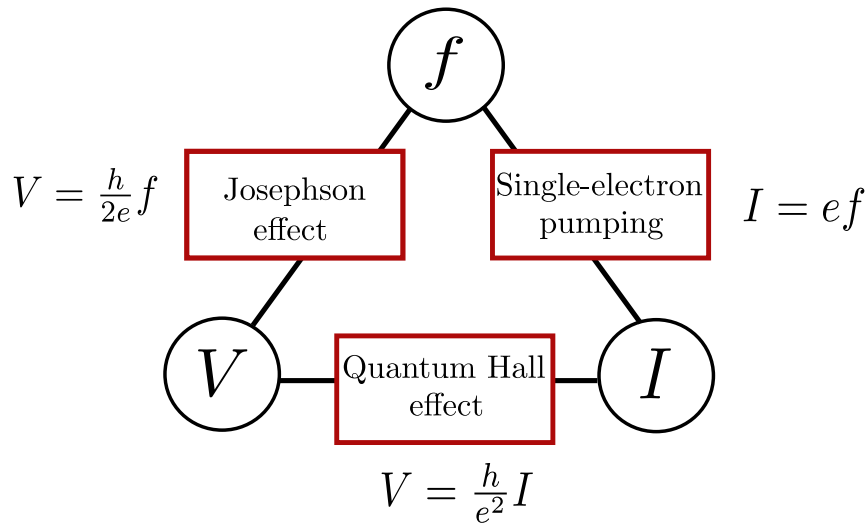 f
Josephson
effect
V = h/2e f
Single-electron
pumping
I = ef
V
Quantum Hall
effect
I
V = h/e² I